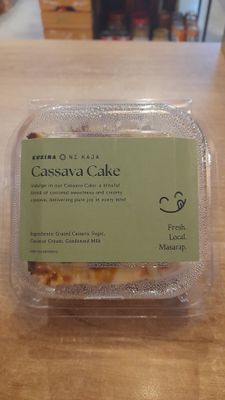 KUSINA NI KAJA
Cassava Cake
Indulge in our Cassava Cake: a blissful
blend of coconut sweetness and creamy
cassava, delivering pure joy in every bite!
Ingredients: Grated Cassava, Sugar,
Coconut Cream, Condensed Milk
Fresh.
Local.
Masarap.